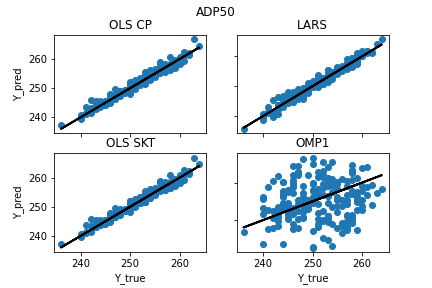 ADP50
OLS CP
LARS
Y_pred
260
250
240
OLS SKT
OMP1
Y_pred
260
250
240
240
250
260
240
250
260
Y_true
Y_true